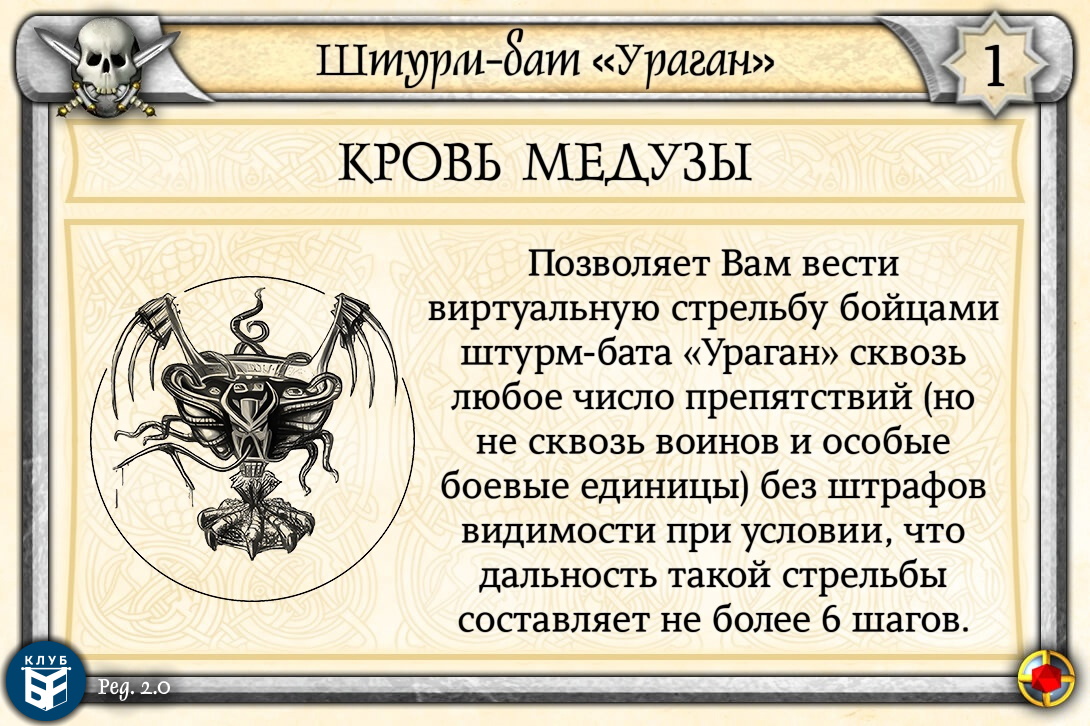 Штурм-бат «Ураган»
1
КРОВЬ МЕДУЗЫ
Позволяет Вам вести
виртуальную стрельбу бойцами
штурм-бата «Ураган» сквозь
любое число препятствий (но
не сквозь воинов и особые
боевые единицы) без штрафов
видимости при условии, что
дальность такой стрельбы
составляет не более 6 шагов.
КЛУБ
Ред. 2.0